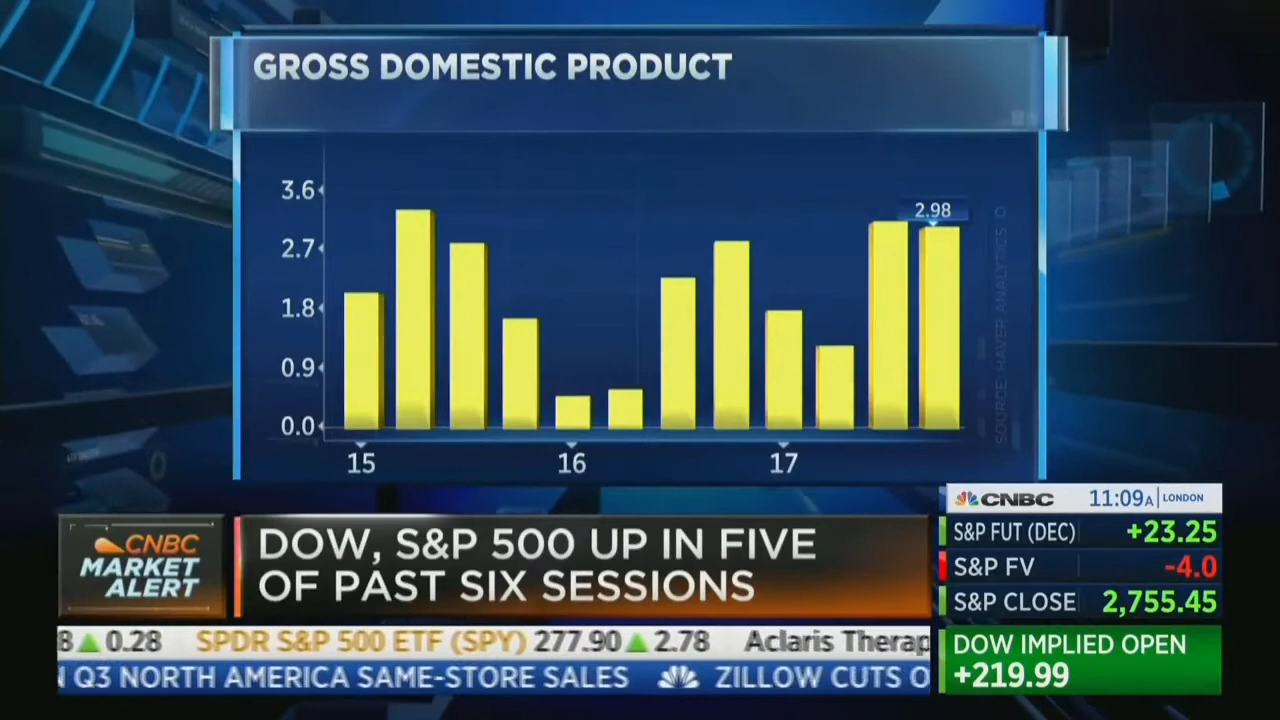 GROSS DOMESTIC PRODUCT
3.6
2.7
1.8
0.9
0.0
2.98
15 16 17
SOURCE: HAVER ANALYTICS
CNBC 11:09A LONDON
S&P FUT (DEC) +23.25
S&P FV -4.0
S&P CLOSE 2,755.45
DOW IMPLIED OPEN
+219.99
CNBC
MARKET
ALERT
DOW, S&P 500 UP IN FIVE
OF PAST SIX SESSIONS
8 0.28 SPDR S&P 500 ETF (SPY) 277.90 2.78 Aclaris Therap
N Q3 NORTH AMERICA SAME-STORE SALES ZILLOW CUTS O